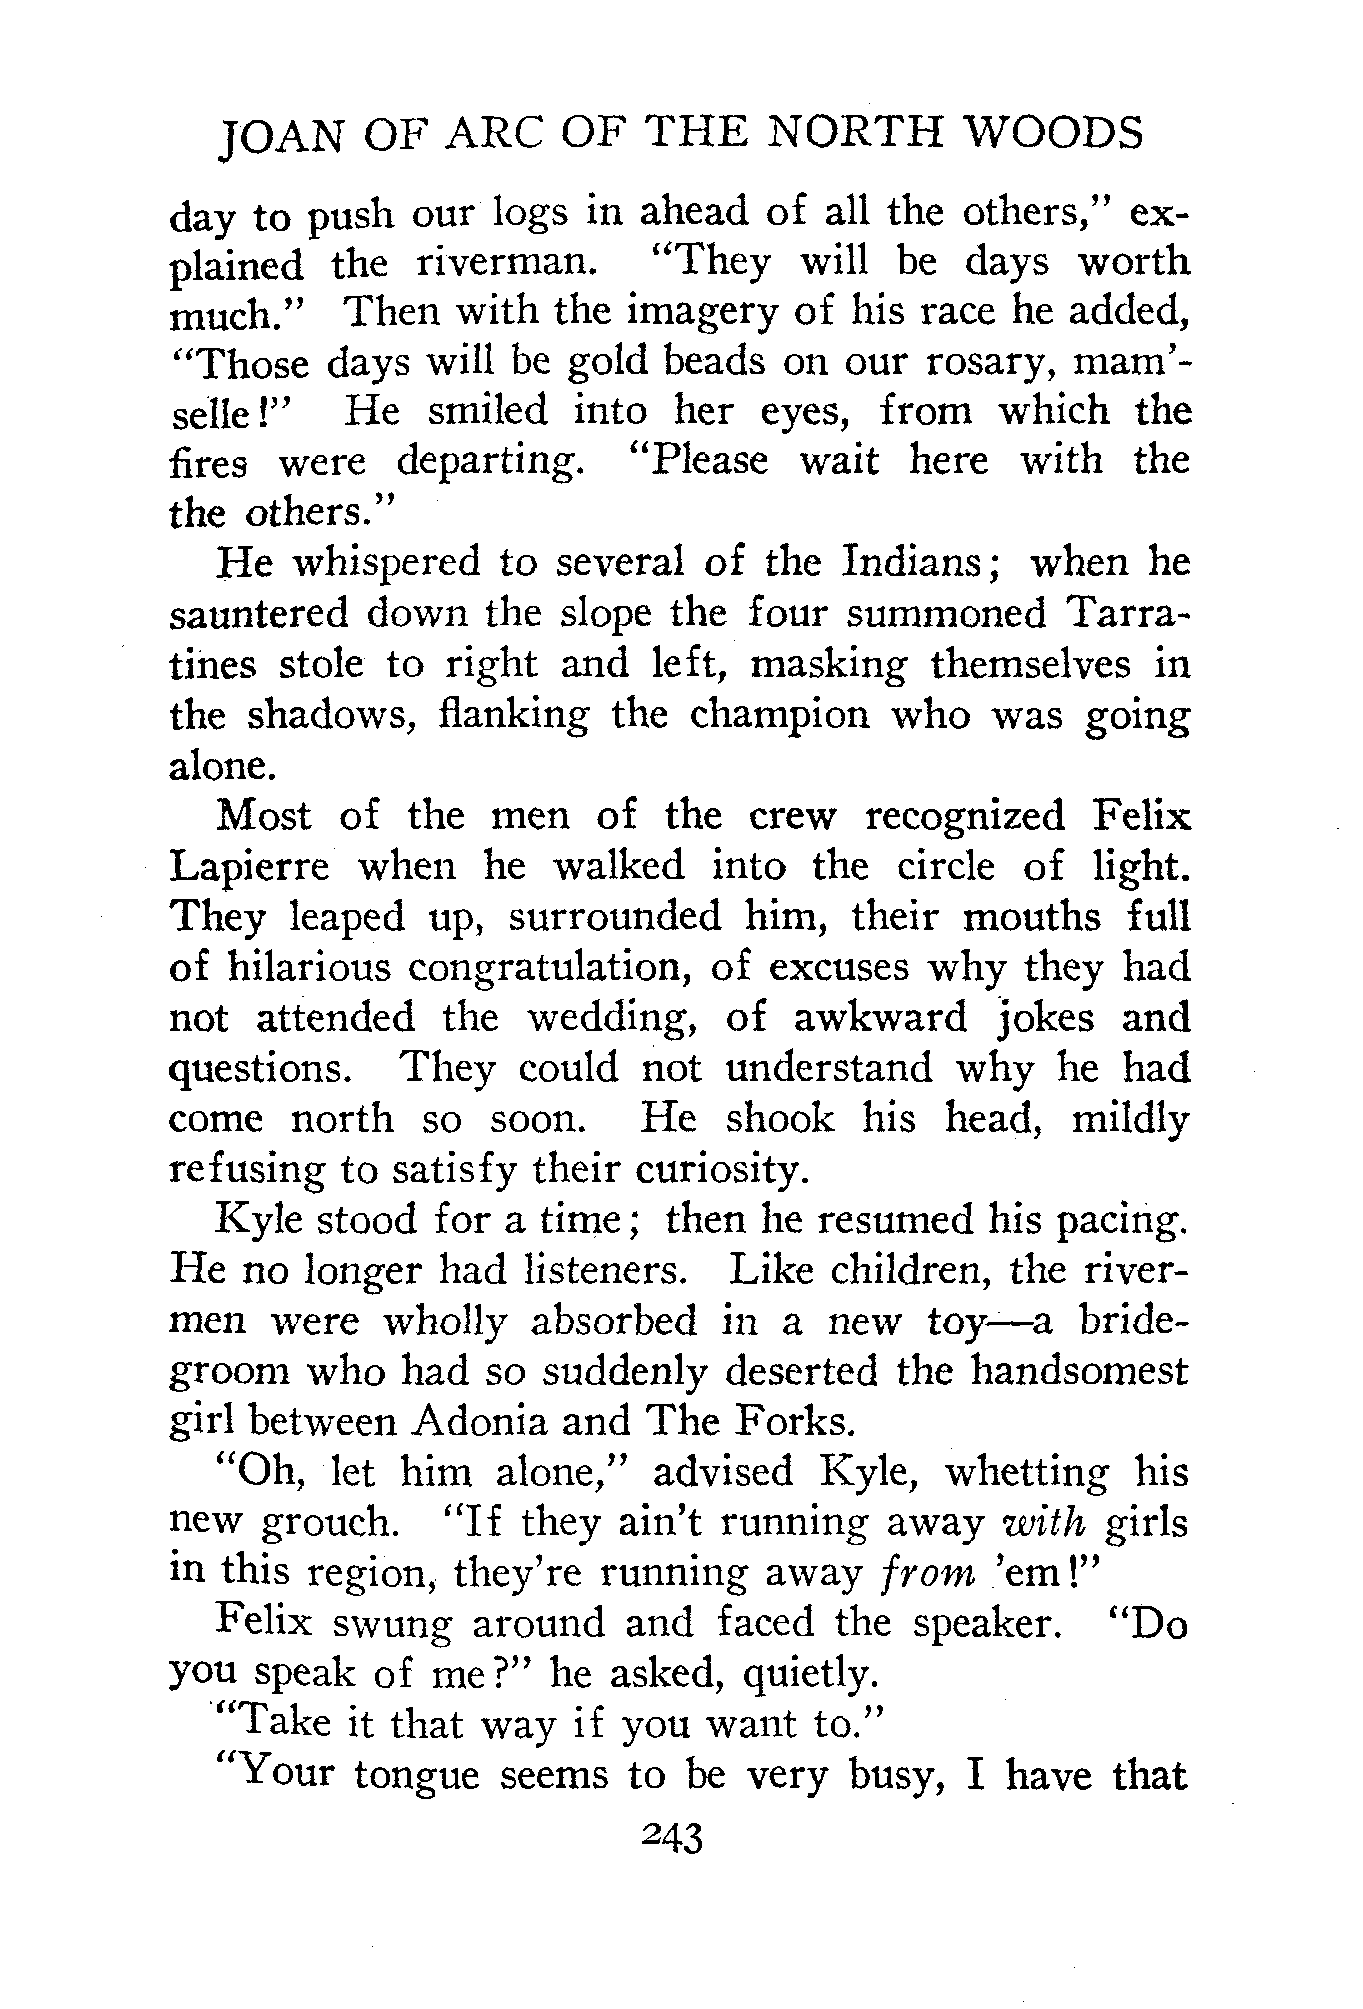 JOAN OF ARC OF THE NORTH WOODS
day to push our logs in ahead of all the others," ex-
plained the riverman. "They will be days worth
much." Then with the imagery of his race he added,
"Those days will be gold beads on our rosary, mam'-
selle!" He smiled into her eyes, from which the
fires were departing. "Please wait here with the
the others."
He whispered to several of the Indians; when he
sauntered down the slope the four summoned Tarra-
tines stole to right and left, masking themselves in
the shadows, flanking the champion who was going
alone.
Most of the men of the crew recognized Felix
Lapierre when he walked into the circle of light.
They leaped up, surrounded him, their mouths full
of hilarious congratulation, of excuses why they had
not attended the wedding, of awkward jokes and
questions. They could not understand why he had
come north so soon. He shook his head, mildly
refusing to satisfy their curiosity.
Kyle stood for a time; then he resumed his pacing.
He no longer had listeners. Like children, the river-
men were wholly absorbed in a new toy—a bride-
groom who had so suddenly deserted the handsomest
girl between Adonia and The Forks.
"Oh, let him alone," advised Kyle, whetting his
new grouch. "If they ain't running away with girls
in this region, they're running away from 'em!"
Felix swung around and faced the speaker. "Do
you speak of me?" he asked, quietly.
"Take it that way if you want to."
"Your tongue seems to be very busy, I have that
243